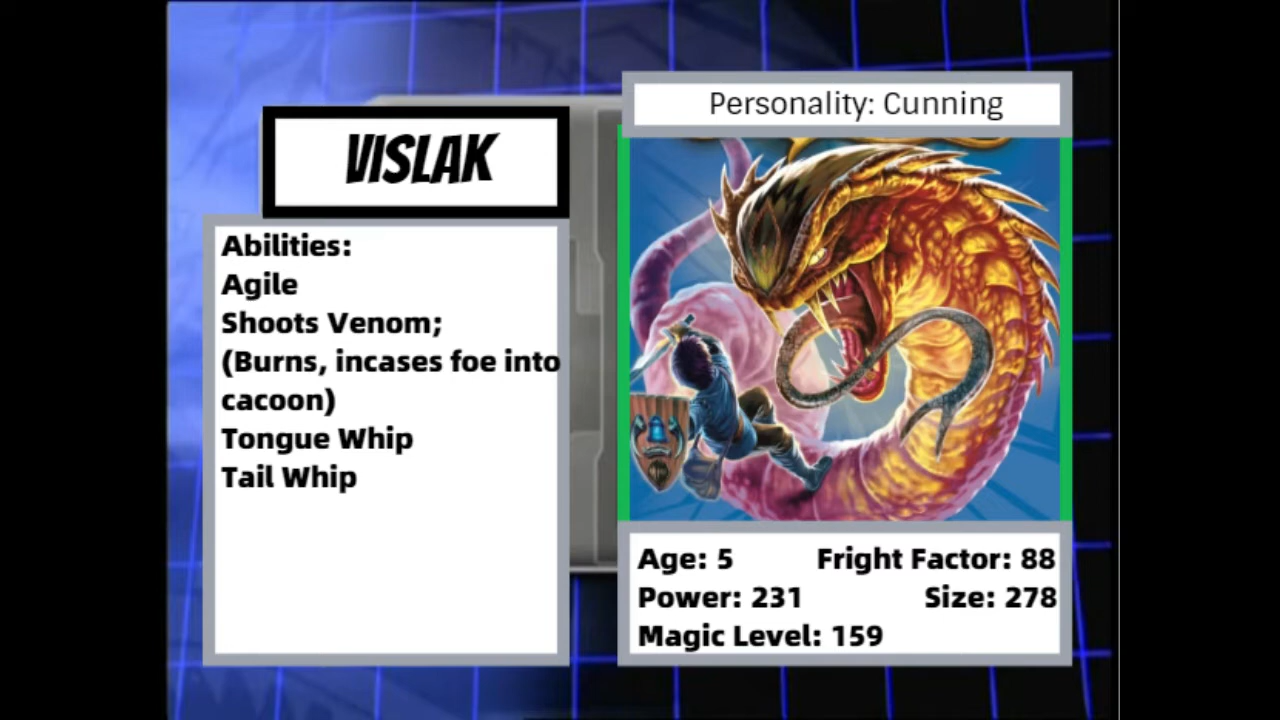 VISLAK
Abilities:
Agile
Shoots Venom;
(Burns, incases foe into
cacoon)
Tongue Whip
Tail Whip
Personality: Cunning
Age: 5 Fright Factor: 88
Power: 231 Size: 278
Magic Level: 159